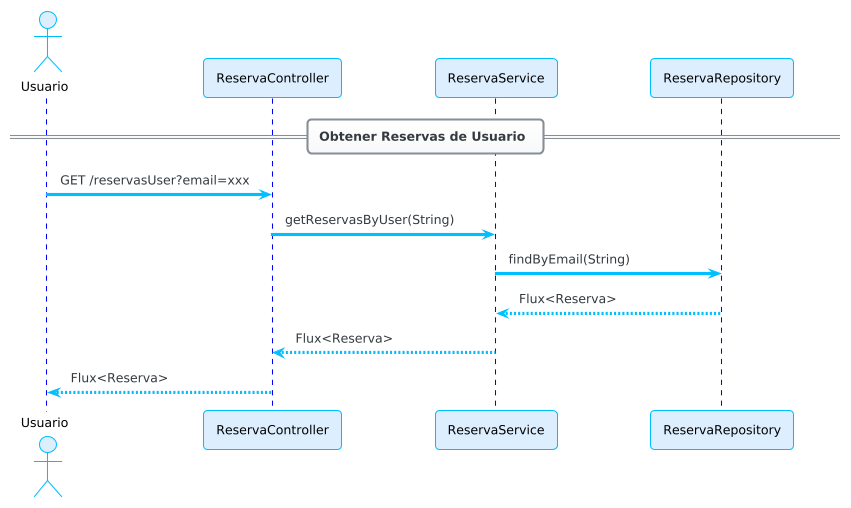 Usuario
ReservaController
ReservaService
ReservaRepository
Obtener Reservas de Usuario
GET /reservasUser?email=xxx
getReservasByUser(String)
findByEmail(String)
Flux<Reserva>
Flux<Reserva>
Flux<Reserva>
Usuario
ReservaController
ReservaService
ReservaRepository